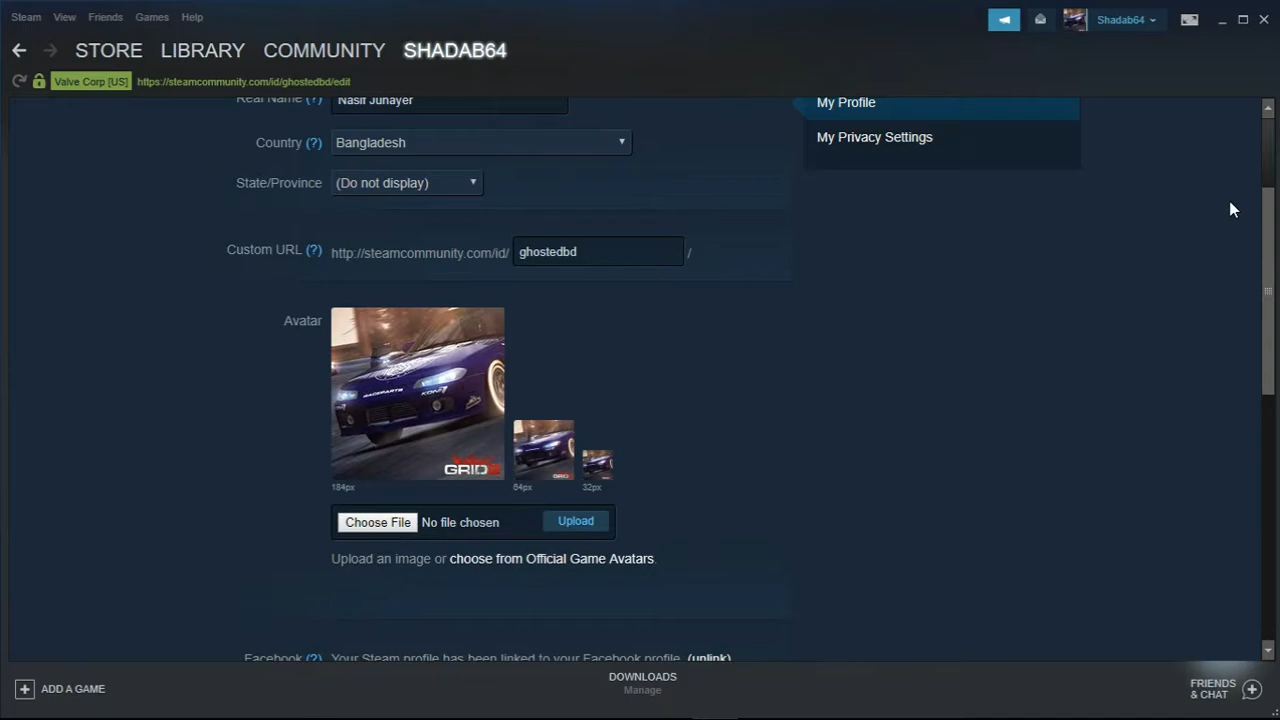 Steam View Friends Games Help
Shadab64
STORE LIBRARY COMMUNITY SHADAB64
Valve Corp [US] https://steamcommunity.com/id/ghostedbd/edit
Real Name (?) Nasif Junayer
My Profile
Country (?) Bangladesh
My Privacy Settings
State/Province (Do not display)
Custom URL (?) http://steamcommunity.com/id/ ghostedbd /
Avatar
RACEPARTS KONI
GRID
184px 64px 32px
Choose File No file chosen Upload
Upload an image or choose from Official Game Avatars.
Facebook (?) Your Steam profile has been linked to your Facebook profile. (unlink)
ADD A GAME
DOWNLOADS
Manage
FRIENDS
& CHAT